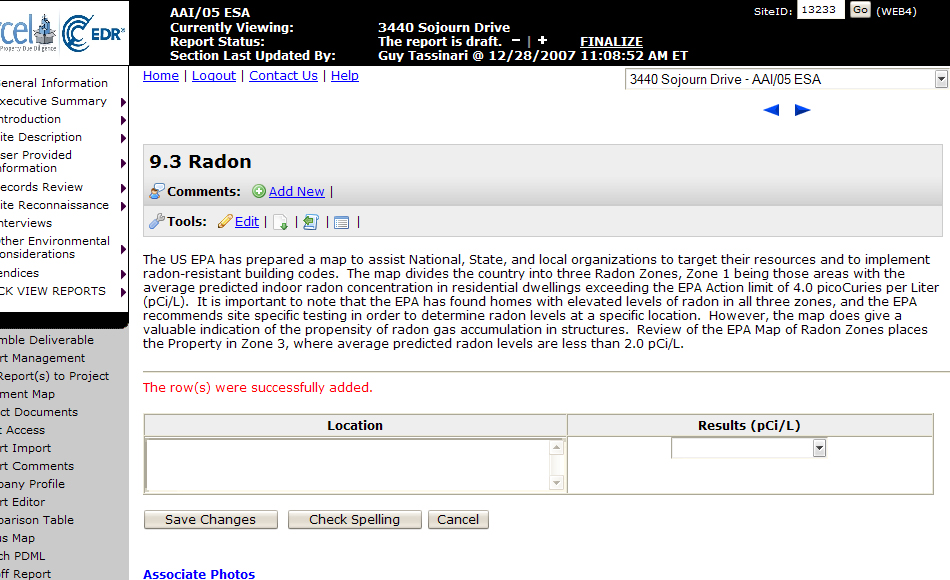 AAI/05 ESA
Currently Viewing: 3440 Sojourn Drive
Report Status: The report is draft. − | + FINALIZE
Section Last Updated By: Guy Tassinari @ 12/28/2007 11:08:52 AM ET
SiteID: 13233 Go (WEB4)
rcel
Property Due Diligence
EDR®
Home | Logout | Contact Us | Help
3440 Sojourn Drive - AAI/05 ESA
eneral Information
xecutive Summary
ntroduction
ite Description
ser Provided
nformation
ecords Review
ite Reconnaissance
nterviews
ther Environmental
onsiderations
endices
CK VIEW REPORTS
mble Deliverable
rt Management
Report(s) to Project
ment Map
ct Documents
t Access
rt Import
rt Comments
pany Profile
rt Editor
parison Table
us Map
ch PDML
off Report
9.3 Radon
Comments: Add New |
Tools: Edit | | | |
The US EPA has prepared a map to assist National, State, and local organizations to target their resources and to implement
radon-resistant building codes. The map divides the country into three Radon Zones, Zone 1 being those areas with the
average predicted indoor radon concentration in residential dwellings exceeding the EPA Action limit of 4.0 picoCuries per Liter
(pCi/L). It is important to note that the EPA has found homes with elevated levels of radon in all three zones, and the EPA
recommends site specific testing in order to determine radon levels at a specific location. However, the map does give a
valuable indication of the propensity of radon gas accumulation in structures. Review of the EPA Map of Radon Zones places
the Property in Zone 3, where average predicted radon levels are less than 2.0 pCi/L.
The row(s) were successfully added.
Location Results (pCi/L)
Save Changes Check Spelling Cancel
Associate Photos